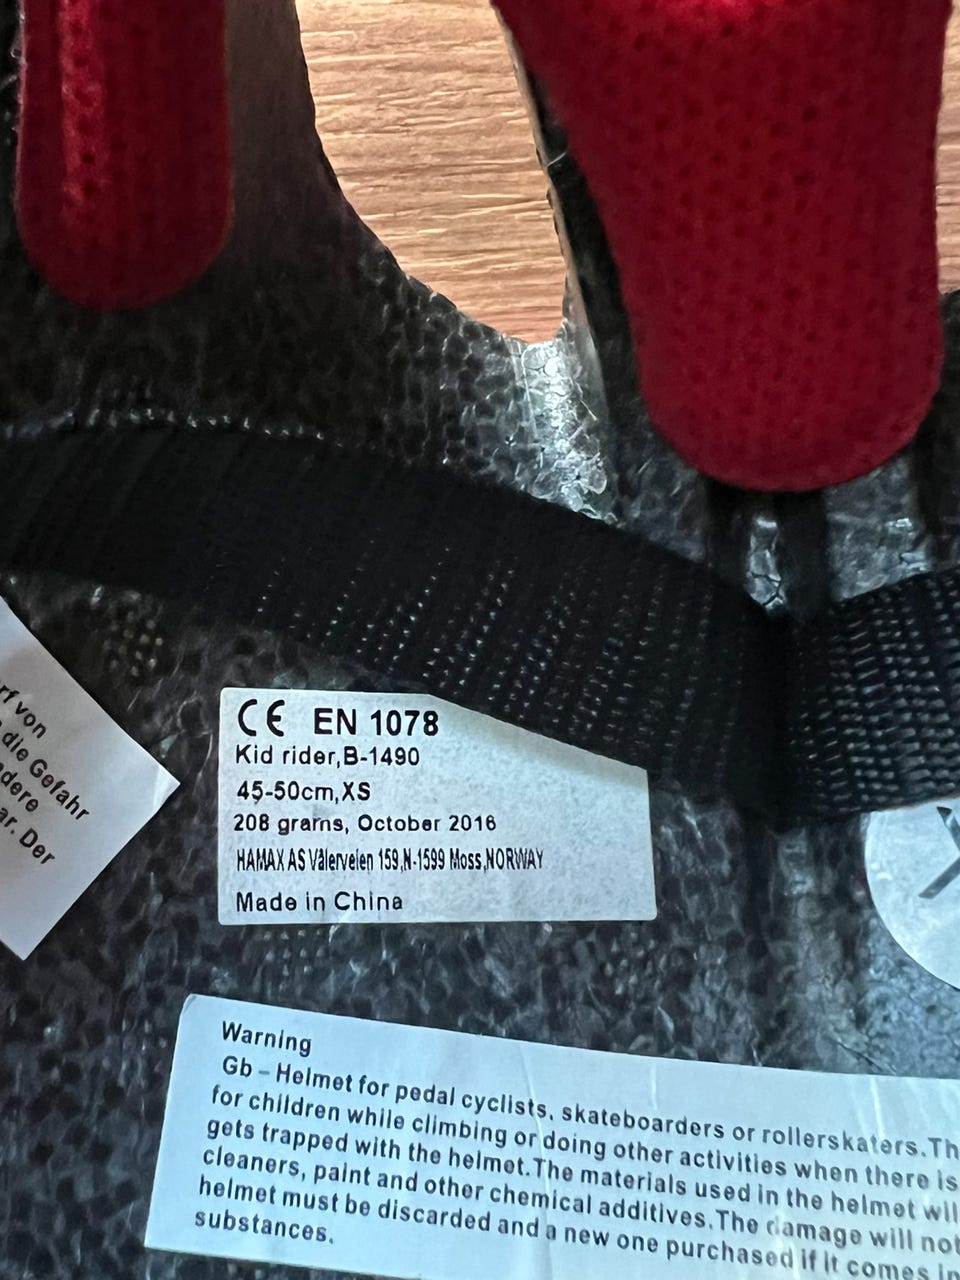 rf von
die Gefahr
dere
ar. Der
CE EN 1078
Kid rider,B-1490
45-50cm,XS
208 grams, October 2016
HAMAX AS Vålerveien 159,N-1599 Moss,NORWAY
Made in China
Warning
Gb - Helmet for pedal cyclists, skateboarders or rollerskaters.Th
for children while climbing or doing other activities when there is
gets trapped with the helmet.The materials used in the helmet wil
cleaners, paint and other chemical additives.The damage will not
helmet must be discarded and a new one purchased if it comes in
substances.